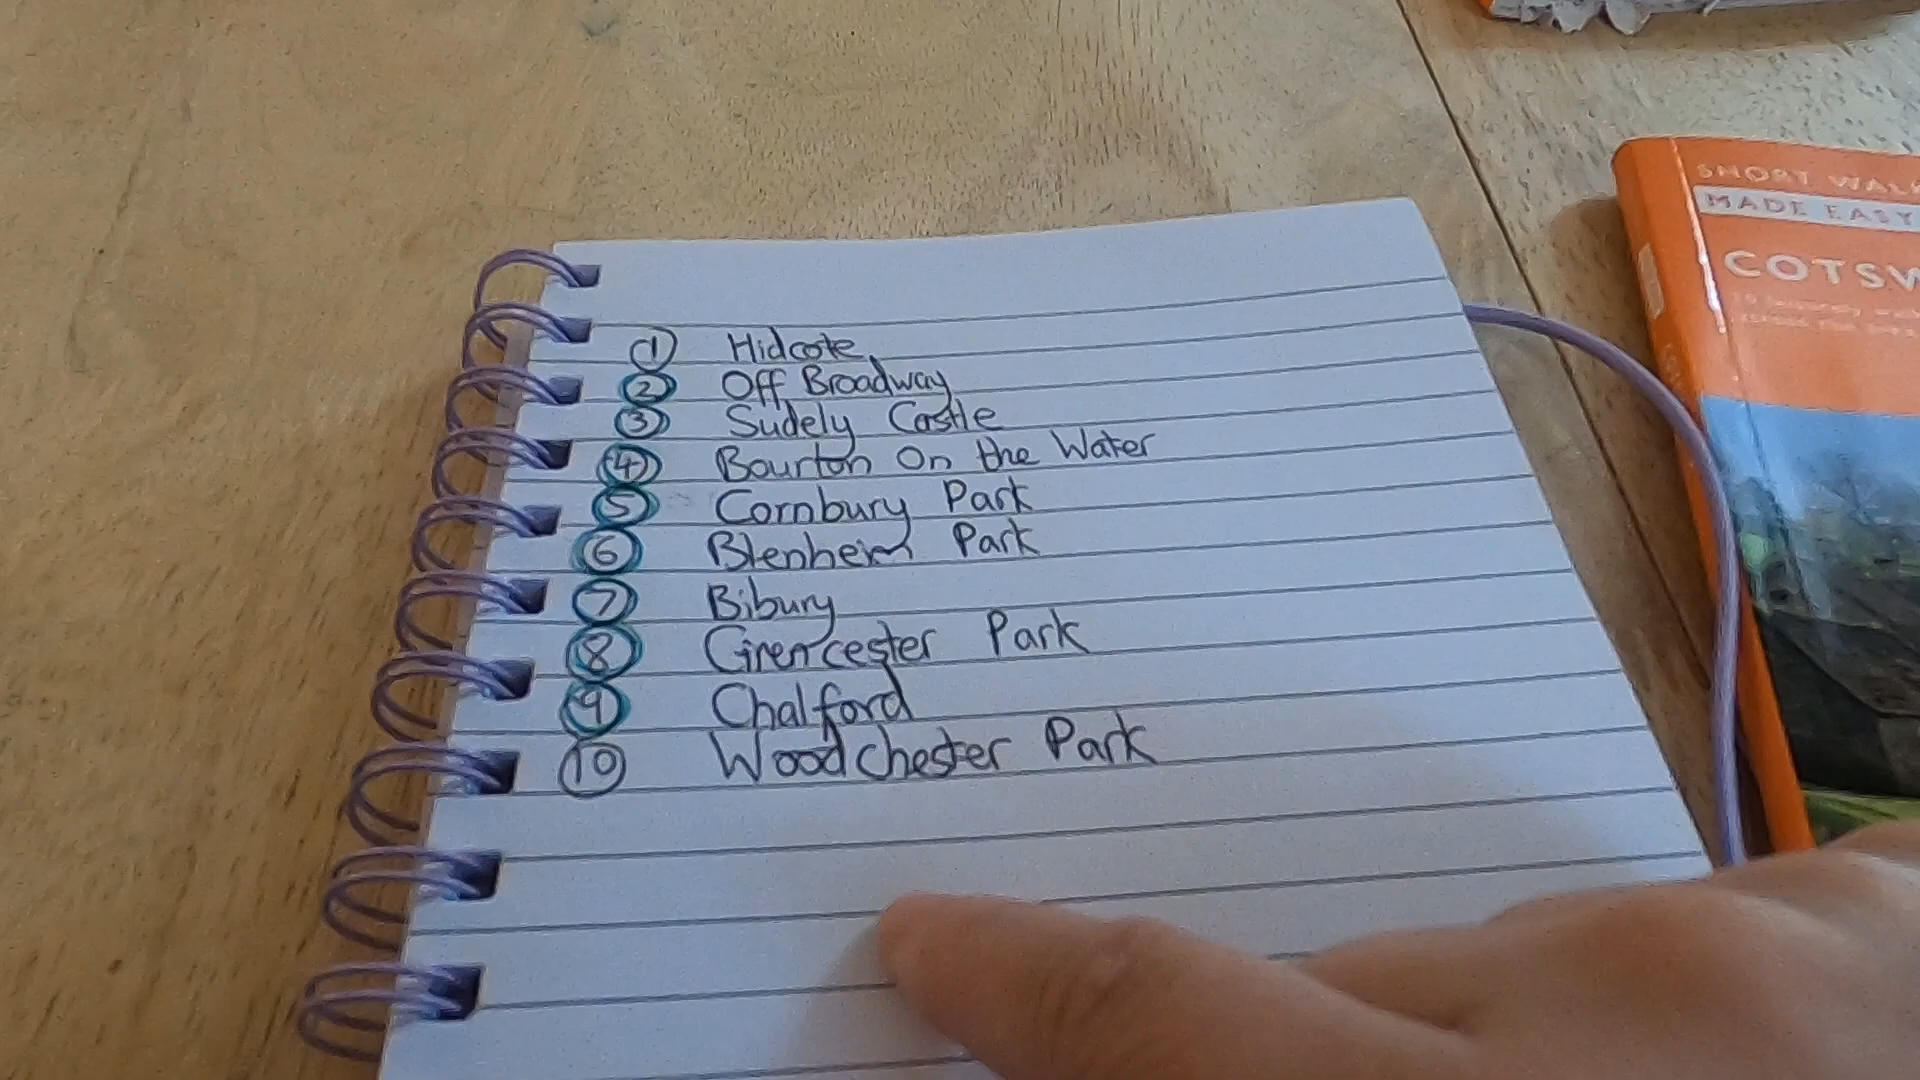 ① Hidcote
② Off Broadway
③ Sudely Castle
④ Bourton On the Water
⑤ Cornbury Park
⑥ Blenheim Park
⑦ Bibury
⑧ Cirencester Park
⑨ Chalford
⑩ Woodchester Park
SHORT WALK
MADE EASY
COTSW